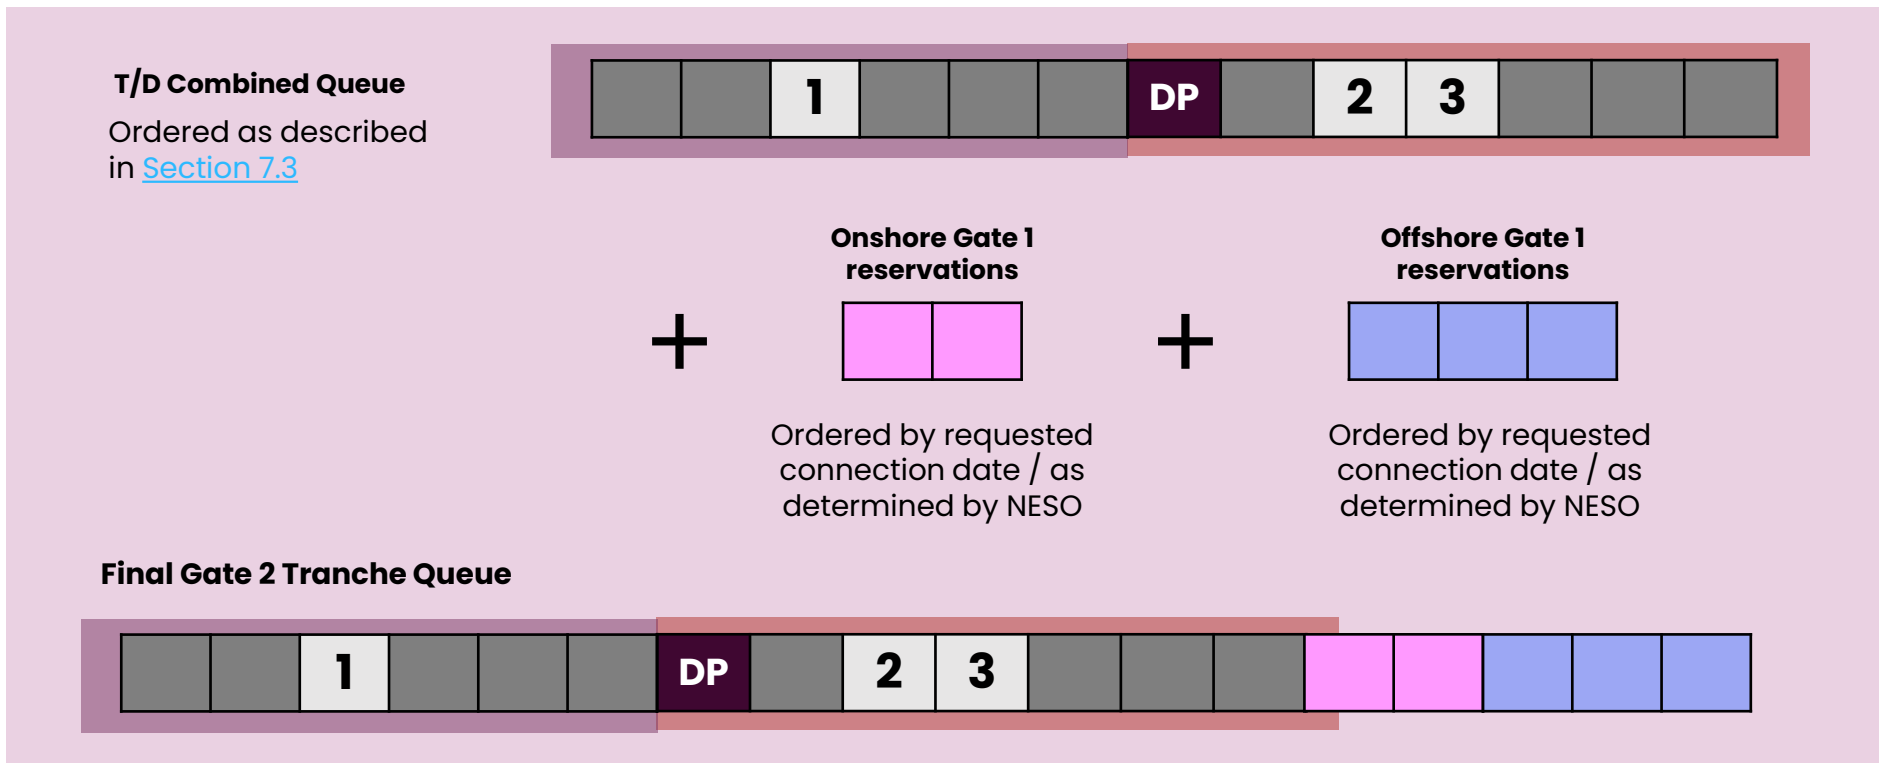 T/D Combined Queue
Ordered as described
in Section 7.3
1 DP 2 3
Onshore Gate 1
reservations
Offshore Gate 1
reservations
+ +
Ordered by requested
connection date / as
determined by NESO
Ordered by requested
connection date / as
determined by NESO
Final Gate 2 Tranche Queue
1 DP 2 3